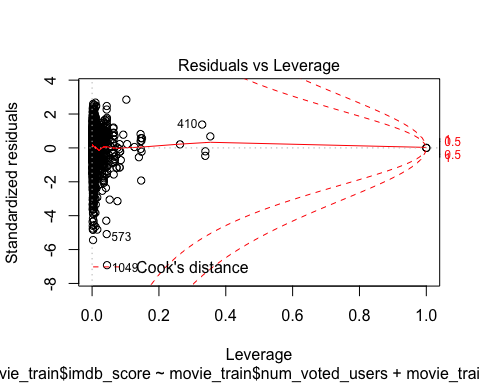 Residuals vs Leverage
Standardized residuals
4
2
0
-2
-4
-6
-8
410
573
1049
Cook's distance
1
0.5
0.5
1
0.0 0.2 0.4 0.6 0.8 1.0
Leverage
vie_train$imdb_score ~ movie_train$num_voted_users + movie_trai